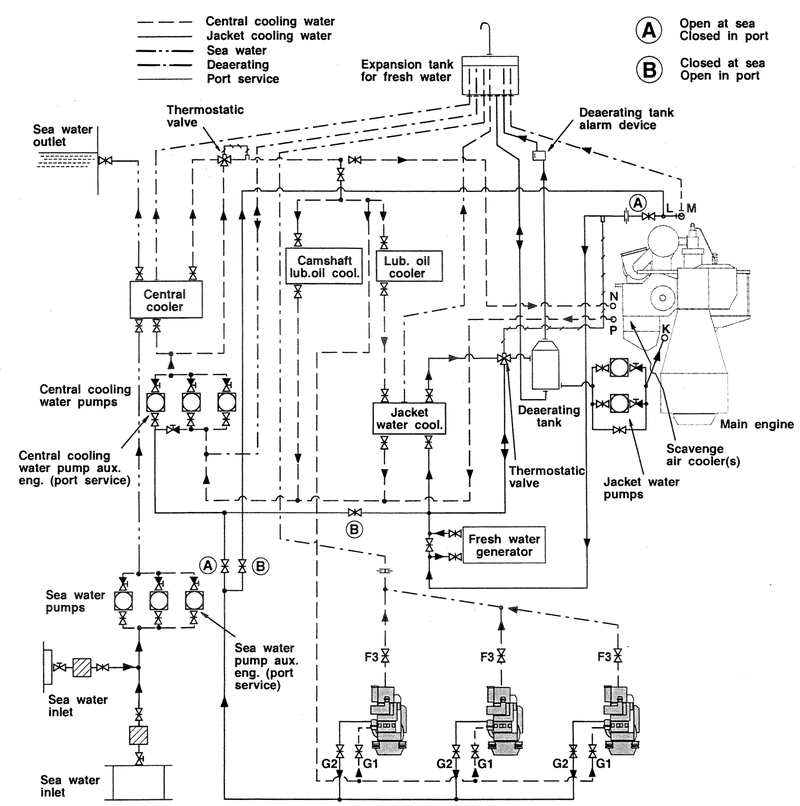 Central cooling water
Jacket cooling water
Sea water
Deaerating
Port service
Expansion tank
for fresh water
A
Open at sea
Closed in port
B
Closed at sea
Open in port
Thermostatic
valve
Deaerating tank
alarm device
Sea water
outlet
A
L
M
Camshaft
lub.oil cool.
Lub. oil
cooler
Central
cooler
N
P
K
Central cooling
water pumps
Jacket
water cool.
Deaerating
tank
Main engine
Central cooling
water pump aux.
eng. (port service)
Thermostatic
valve
Scavenge
air cooler(s)
Jacket water
pumps
B
Fresh water
generator
A
B
Sea water
pumps
Sea water
pump aux.
eng. (port
service)
F3
F3
F3
Sea water
inlet
G2
G1
G2
G1
G2
G1
Sea water
inlet